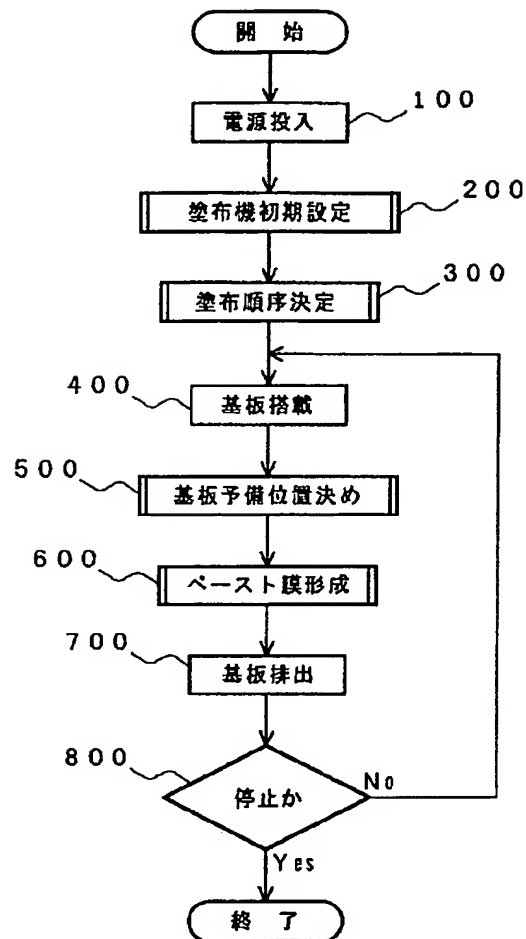 開 始
電源投入
100
塗布機初期設定
200
塗布順序決定
300
400
基板搭載
500
基板予備位置決め
600
ペースト膜形成
700
基板排出
800
停止か
No
Yes
終 了